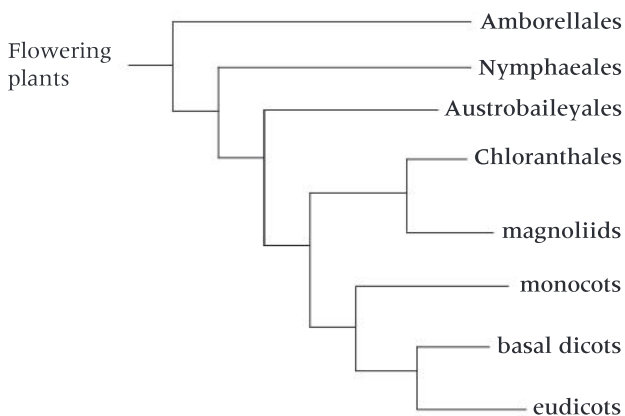 Amborellales
Flowering
plants
Nymphaeales
Austrobaileyales
Chloranthales
magnoliids
monocots
basal dicots
eudicots